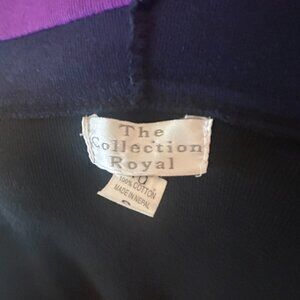 The
Collection
Royal
100% COTTON
MADE IN NEPAL